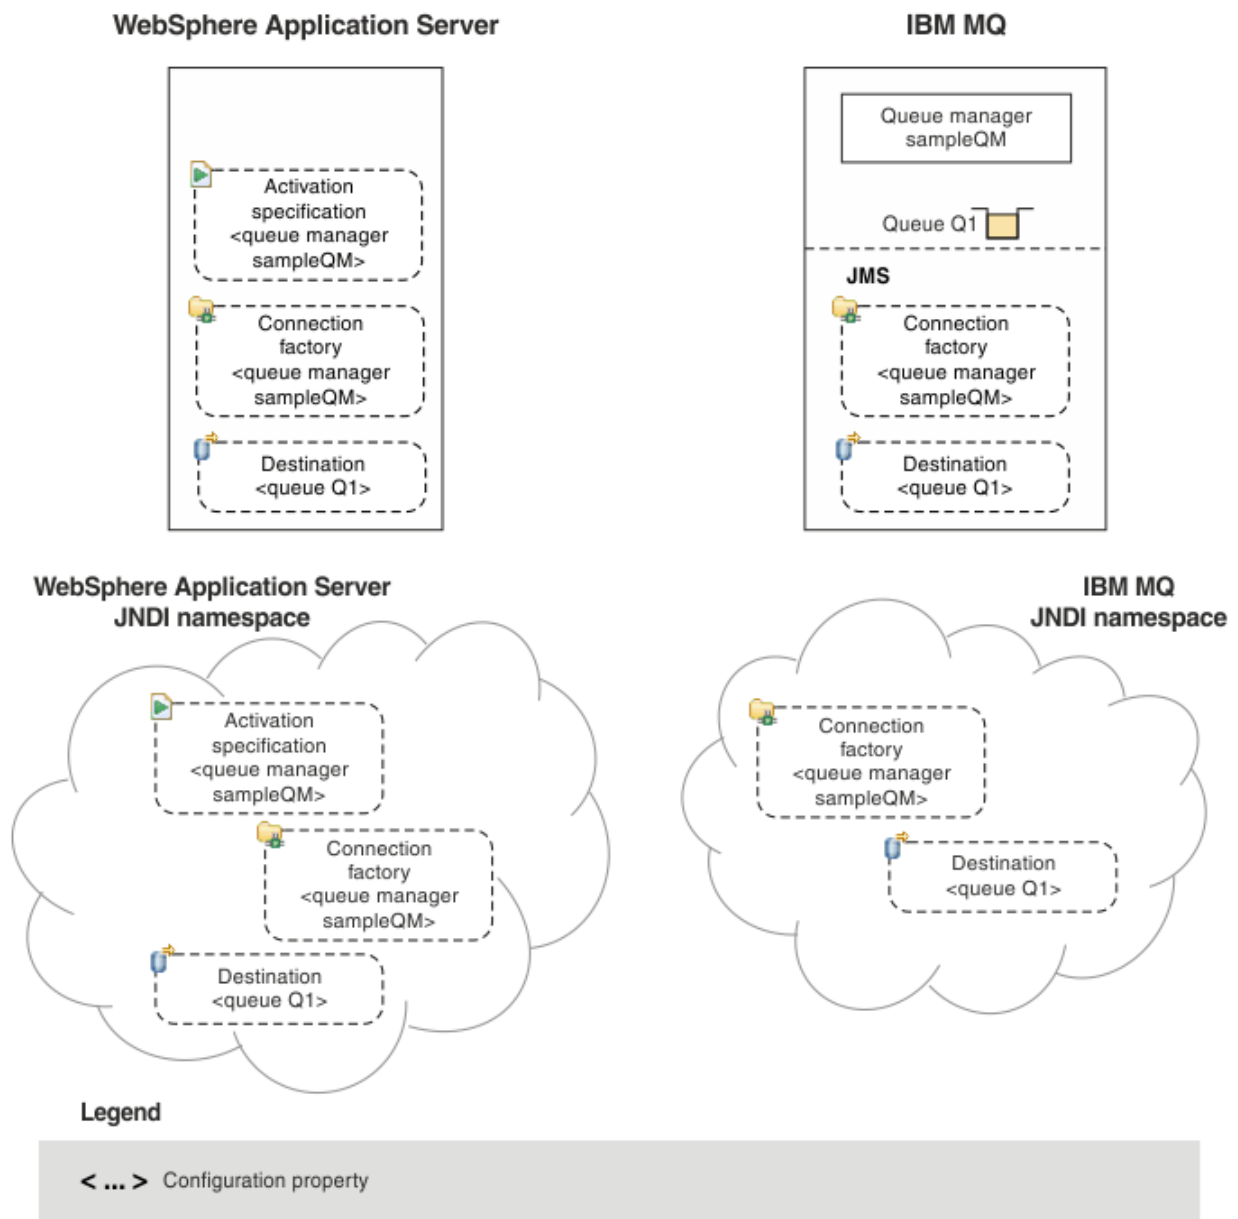 WebSphere Application Server
Activation
specification
<queue manager
sampleQM>
Connection
factory
<queue manager
sampleQM>
Destination
<queue Q1>
IBM MQ
Queue manager
sampleQM
Queue Q1
JMS
Connection
factory
<queue manager
sampleQM>
Destination
<queue Q1>
WebSphere Application Server
JNDI namespace
Activation
specification
<queue manager
sampleQM>
Connection
factory
<queue manager
sampleQM>
Destination
<queue Q1>
IBM MQ
JNDI namespace
Connection
factory
<queue manager
sampleQM>
Destination
<queue Q1>
Legend
< ... > Configuration property